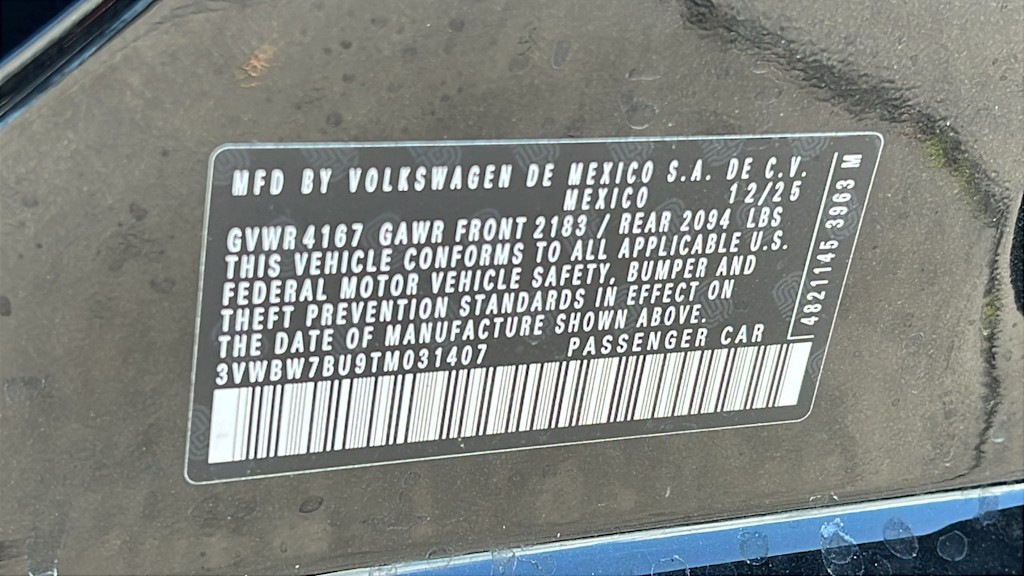 MFD BY VOLKSWAGEN DE MEXICO S.A. DE C.V.
MEXICO 12/25
GVWR 4167 GAWR FRONT 2183 / REAR 2094 LBS
THIS VEHICLE CONFORMS TO ALL APPLICABLE U.S.
FEDERAL MOTOR VEHICLE SAFETY, BUMPER AND
THEFT PREVENTION STANDARDS IN EFFECT ON
THE DATE OF MANUFACTURE SHOWN ABOVE.
3VWBW7BU9TM031407 PASSENGER CAR
4821145 3963 M